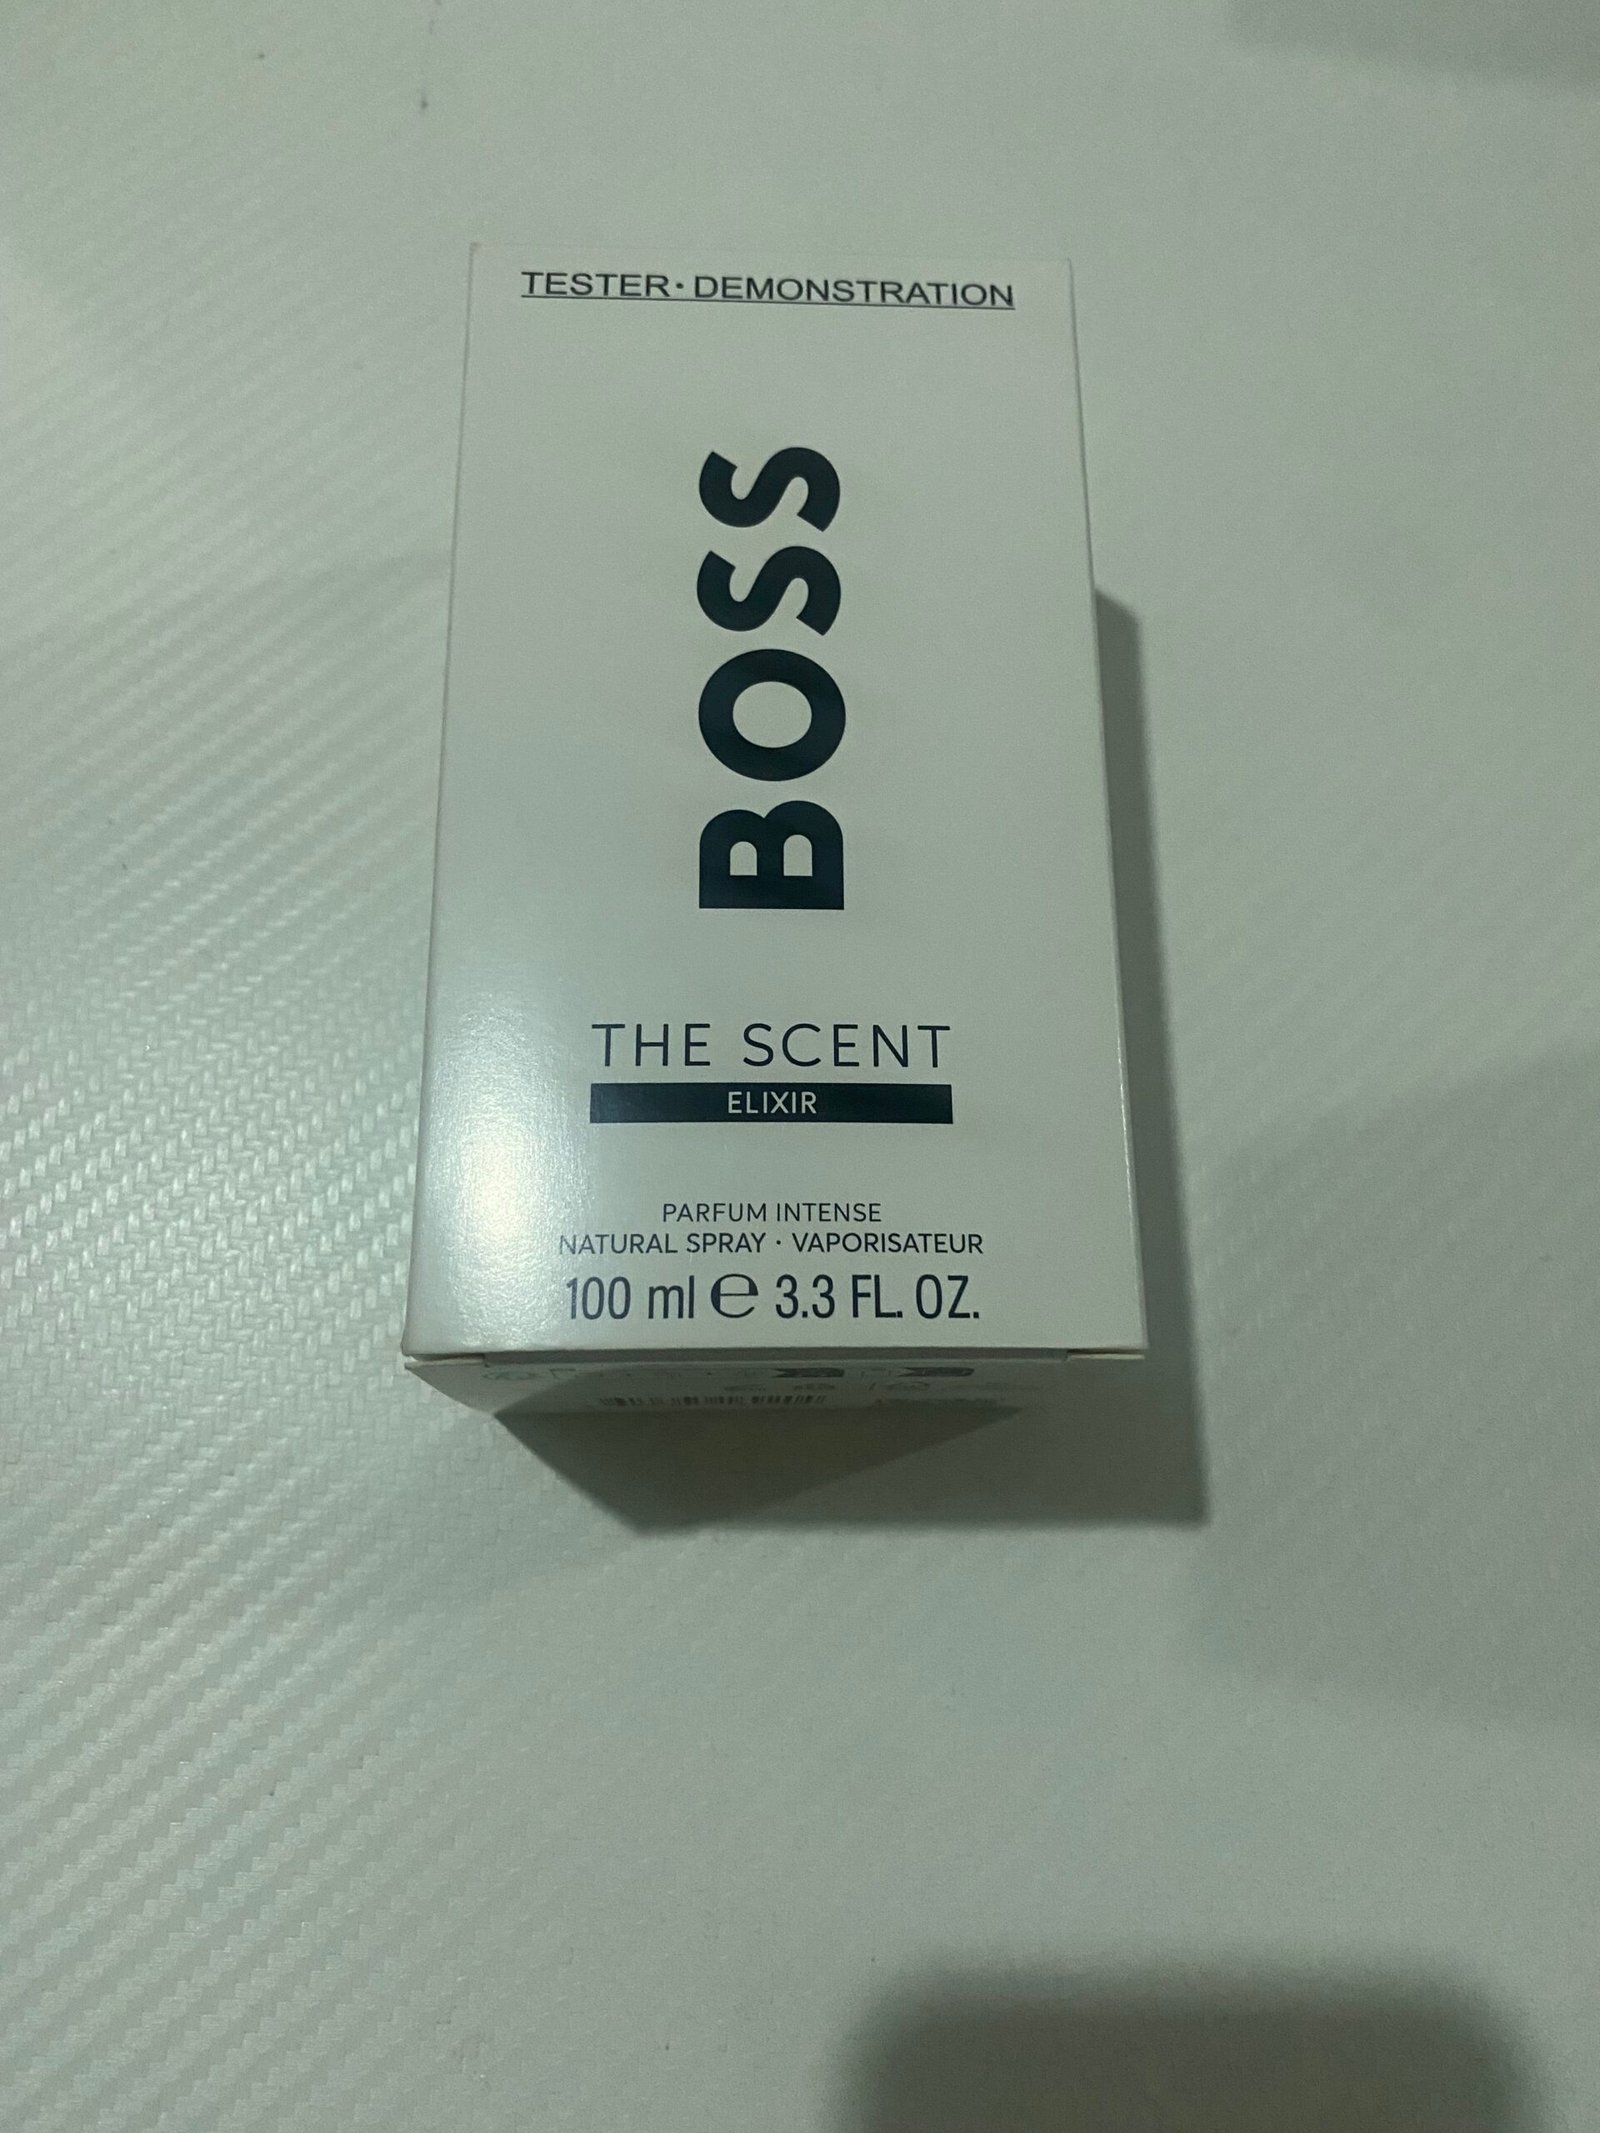 TESTER · DEMONSTRATION
BOSS
THE SCENT
ELIXIR
PARFUM INTENSE
NATURAL SPRAY · VAPORISATEUR
100 ml ℮ 3.3 FL. OZ.